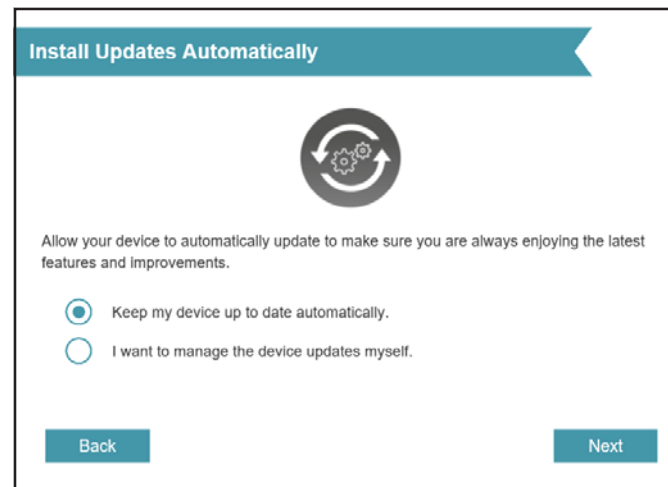 Install Updates Automatically
Allow your device to automatically update to make sure you are always enjoying the latest
features and improvements.
Keep my device up to date automatically.
I want to manage the device updates myself.
Back
Next